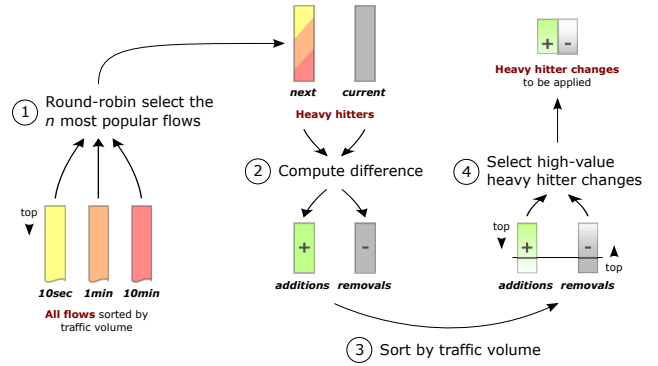 1 Round-robin select the
n most popular flows
top
10sec 1min 10min
All flows sorted by
traffic volume
next current
Heavy hitters
2 Compute difference
+ -
additions removals
3 Sort by traffic volume
top
+ -
top
additions removals
4 Select high-value
heavy hitter changes
+ -
Heavy hitter changes
to be applied